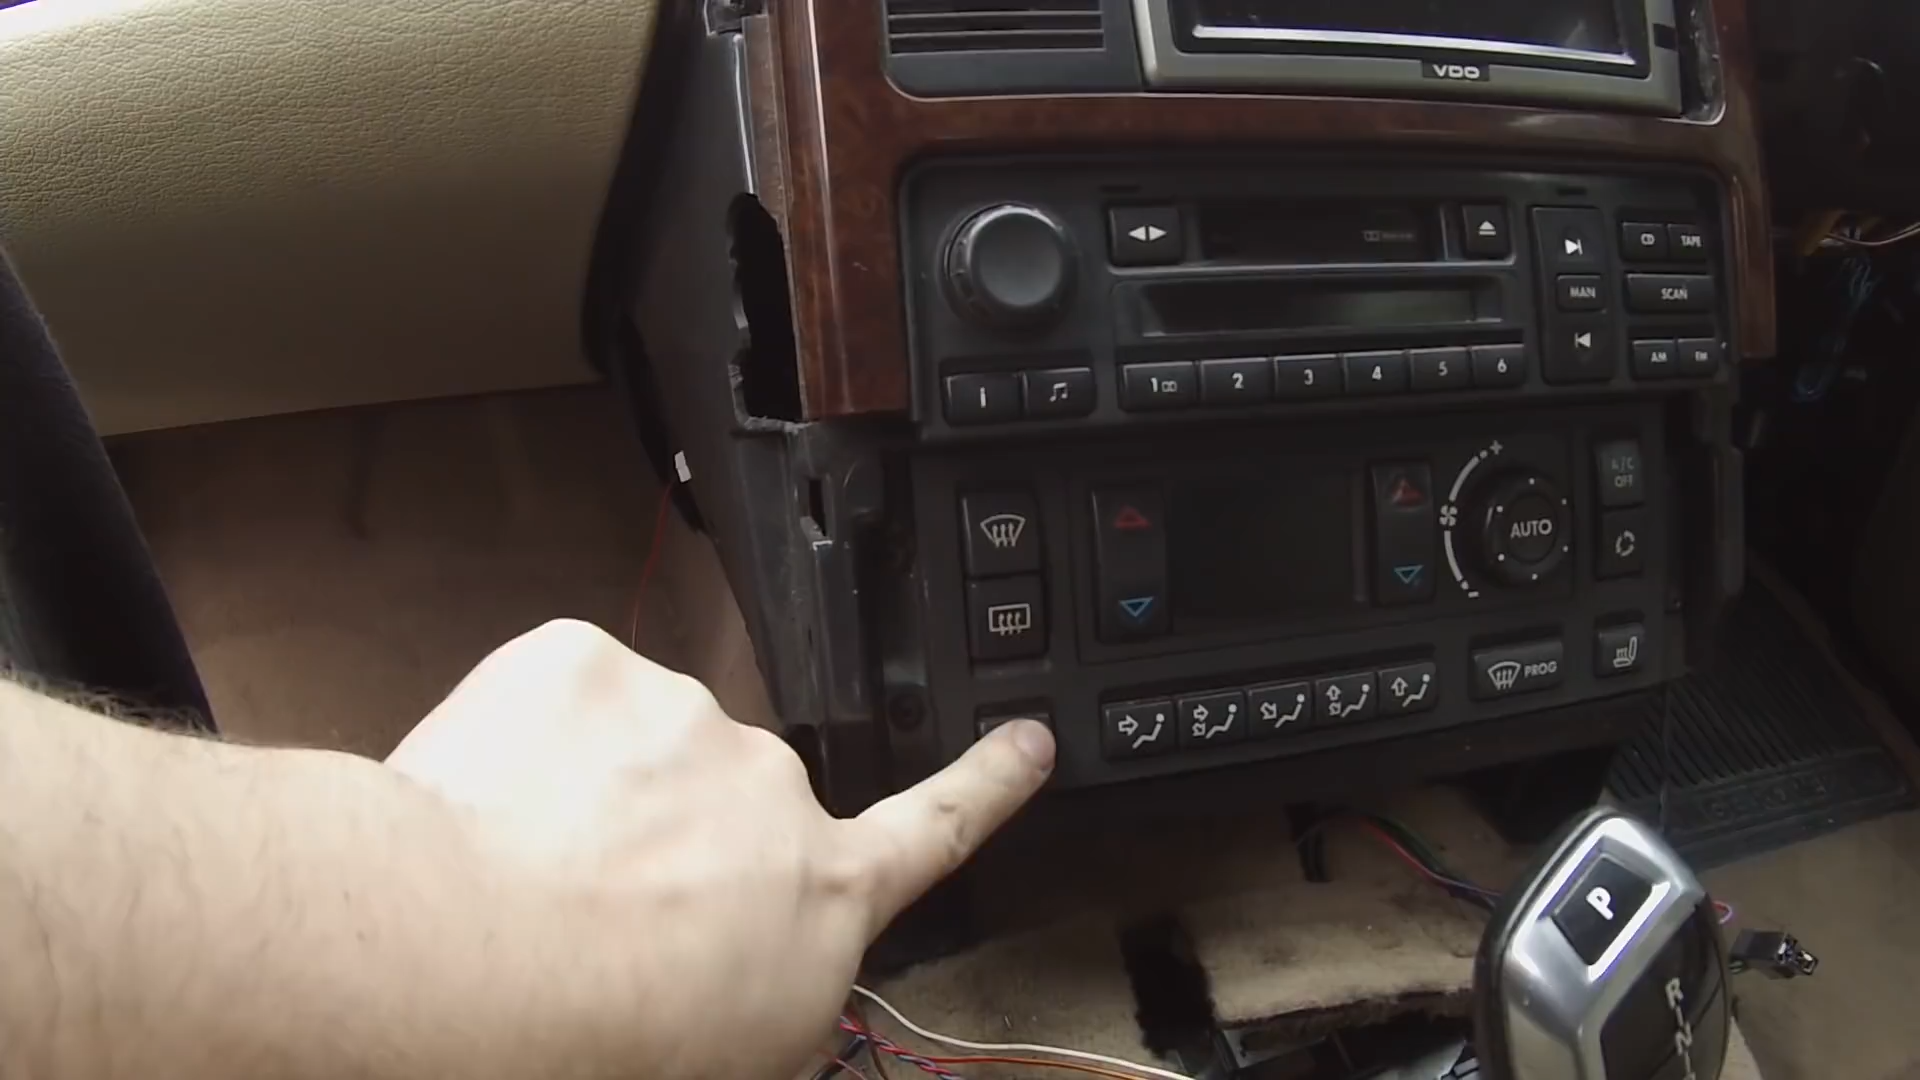 VDO
CD TAPE
MAN SCAN
AM FM
i 1 2 3 4 5 6
A/C
OFF
AUTO
PROG
P
R
N